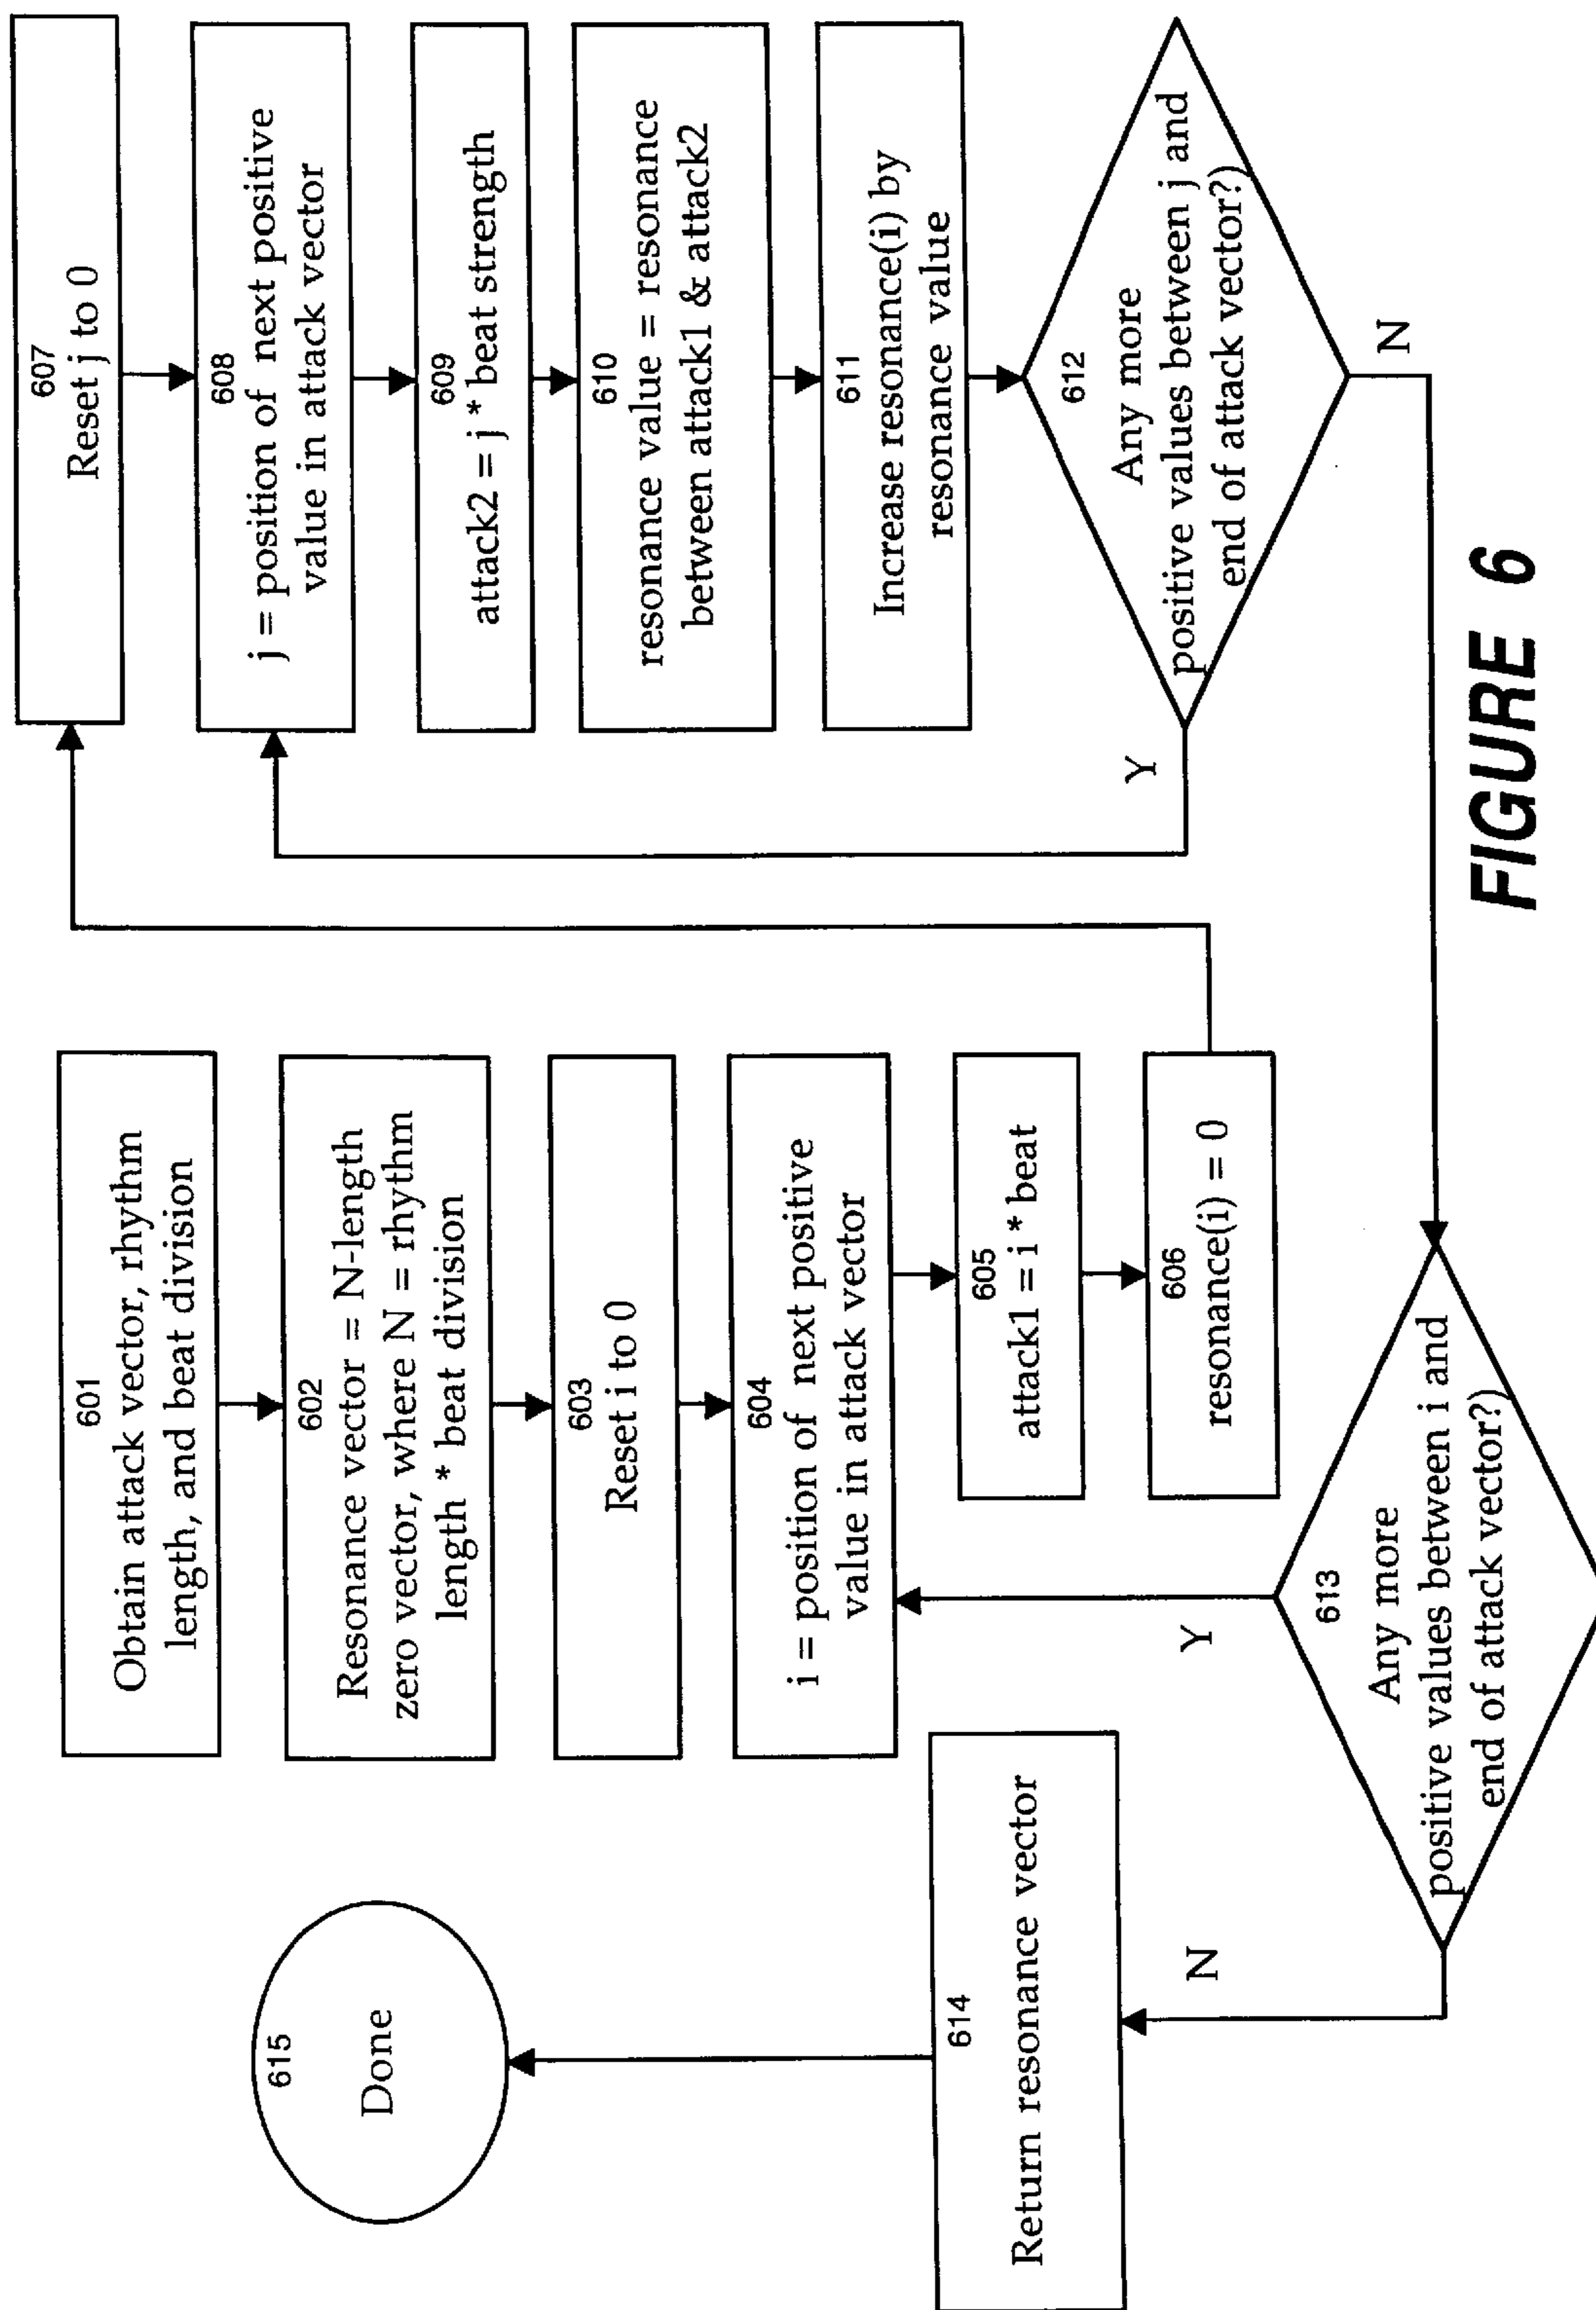 601
Obtain attack vector, rhythm
length, and beat division
602
Resonance vector = N-length
zero vector, where N = rhythm
length * beat division
603
Reset i to 0
604
i = position of next positive
value in attack vector
605
attack1 = i * beat
606
resonance(i) = 0
607
Reset j to 0
608
j = position of next positive
value in attack vector
609
attack2 = j * beat strength
610
resonance value = resonance
between attack1 & attack2
611
Increase resonance(i) by
resonance value
612
Any more
positive values between j and
end of attack vector?)
Y
N
613
Any more
positive values between i and
end of attack vector?)
Y
N
614
Return resonance vector
615
Done
FIGURE 6